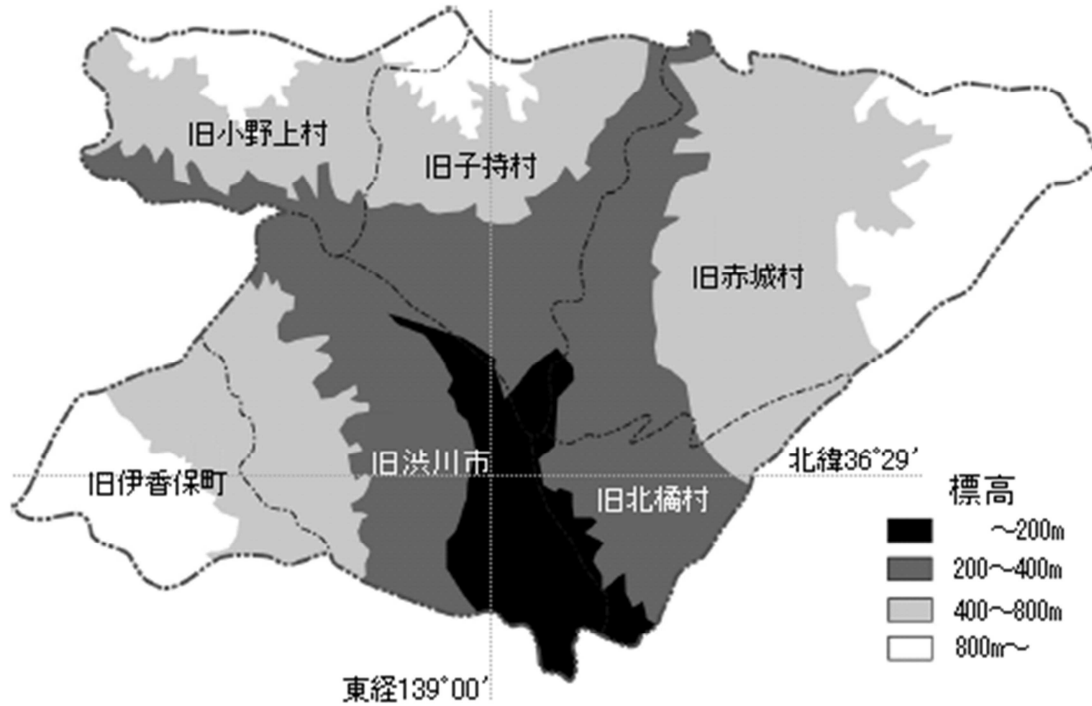 旧小野上村
旧子持村
旧赤城村
旧伊香保町
旧渋川市
旧北橘村
北緯36°29′
東経139°00′
標高
～200m
200～400m
400～800m
800m～